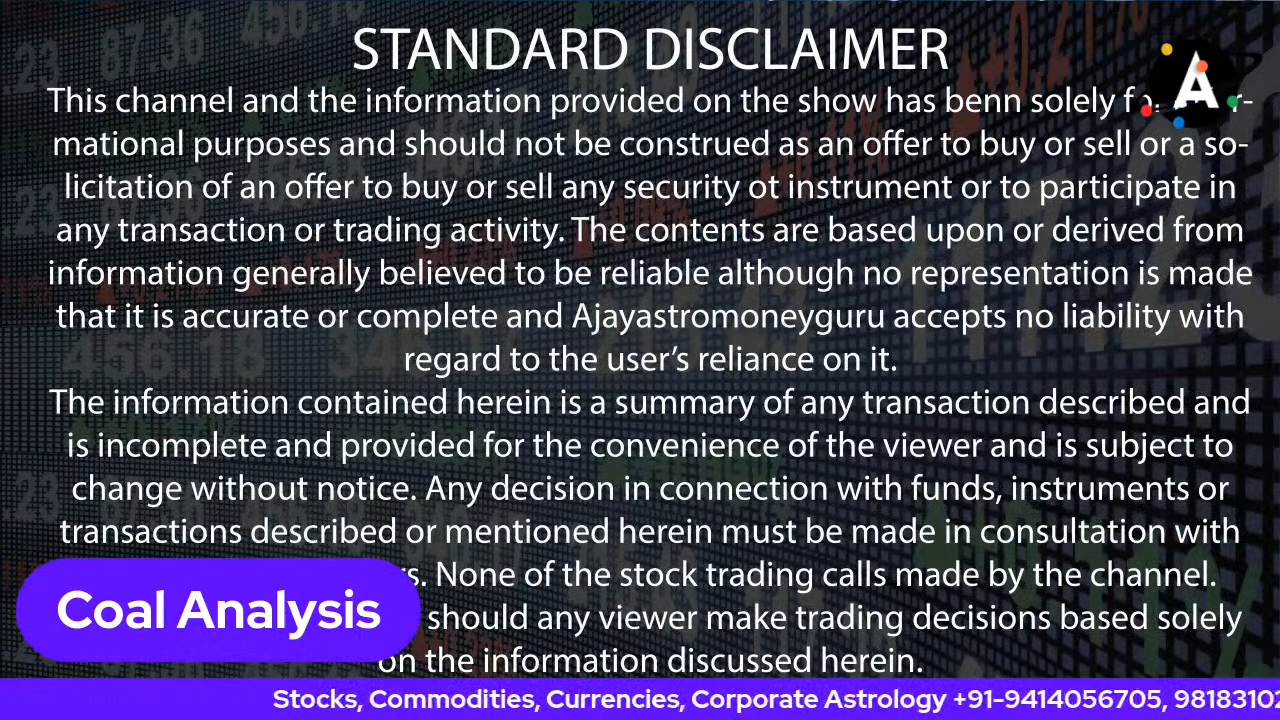 STANDARD DISCLAIMER
This channel and the information provided on the show has benn solely
mational purposes and should not be construed as an offer to buy or sell or a so-
licitation of an offer to buy or sell any security ot instrument or to participate in
any transaction or trading activity. The contents are based upon or derived from
information generally believed to be reliable although no representation is made
that it is accurate or complete and Ajayastromoneyguru accepts no liability with
regard to the user's reliance on it.
The information contained herein is a summary of any transaction described and
is incomplete and provided for the convenience of the viewer and is subject to
change without notice. Any decision in connection with funds, instruments or
transactions described or mentioned herein must be made in consultation with
None of the stock trading calls made by the channel.
should any viewer make trading decisions based solely
on the information discussed herein.
A
Coal Analysis
Stocks, Commodities, Currencies, Corporate Astrology +91-9414056705,